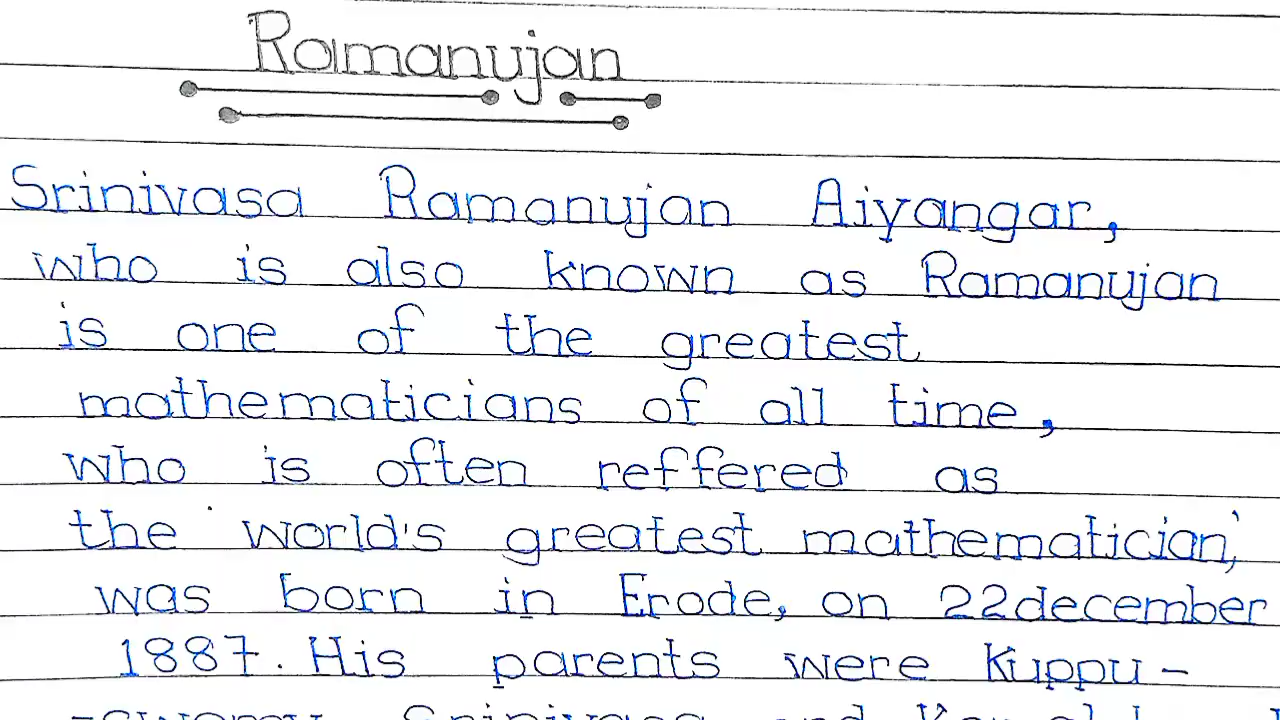 Ramanujan
Srinivasa Ramanujan Aiyangar,
who is also known as Ramanujan
is one of the greatest
mathematicians of all time,
who is often reffered as
the 'world's greatest mathematician,'
was born in Erode, on 22december
1887. His parents were Kuppu-
Srinivasa and